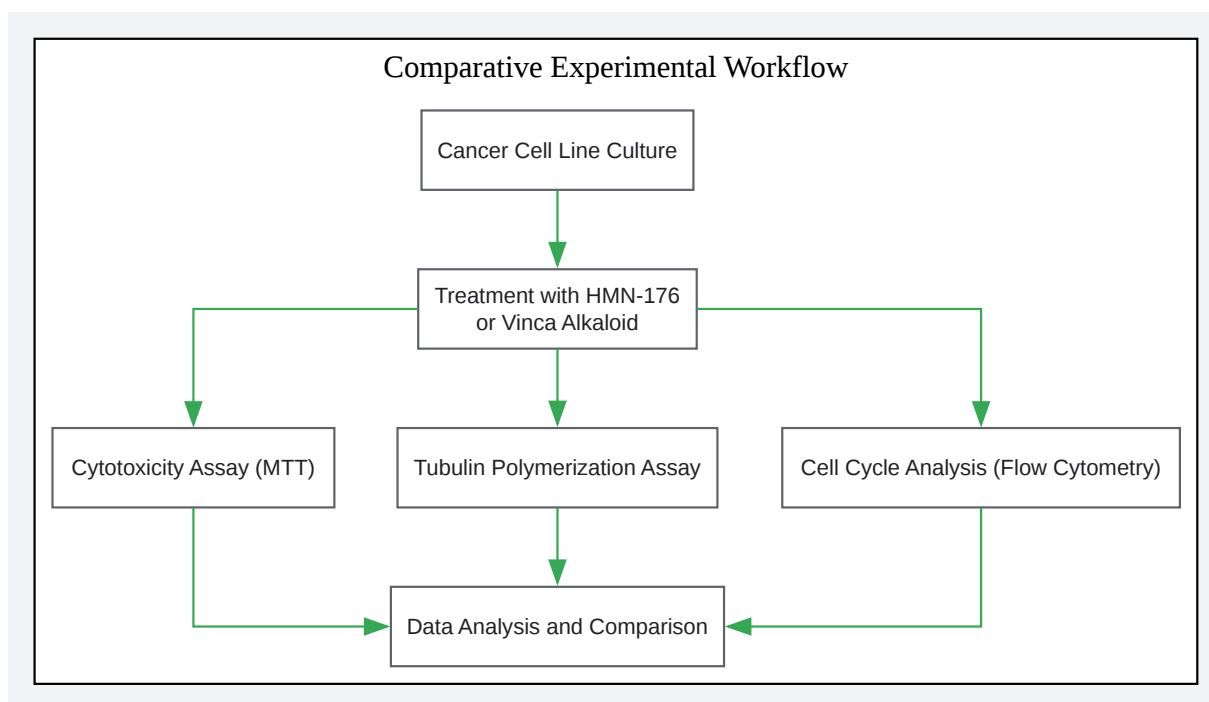 Comparative Experimental Workflow
Cancer Cell Line Culture
Treatment with HMN-176
or Vinca Alkaloid
Cytotoxicity Assay (MTT)
Tubulin Polymerization Assay
Cell Cycle Analysis (Flow Cytometry)
Data Analysis and Comparison